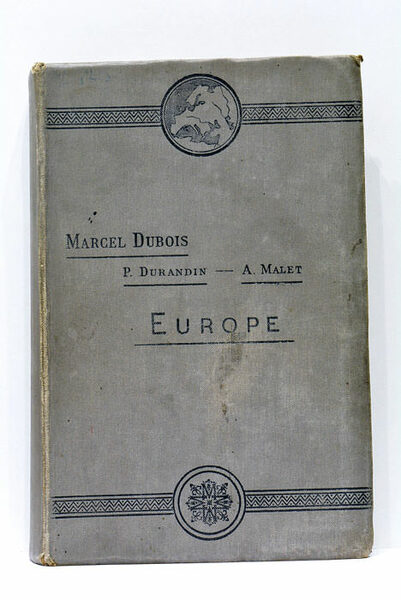 MARCEL DUBOIS
P. DURANDIN — A. MALET
EUROPE